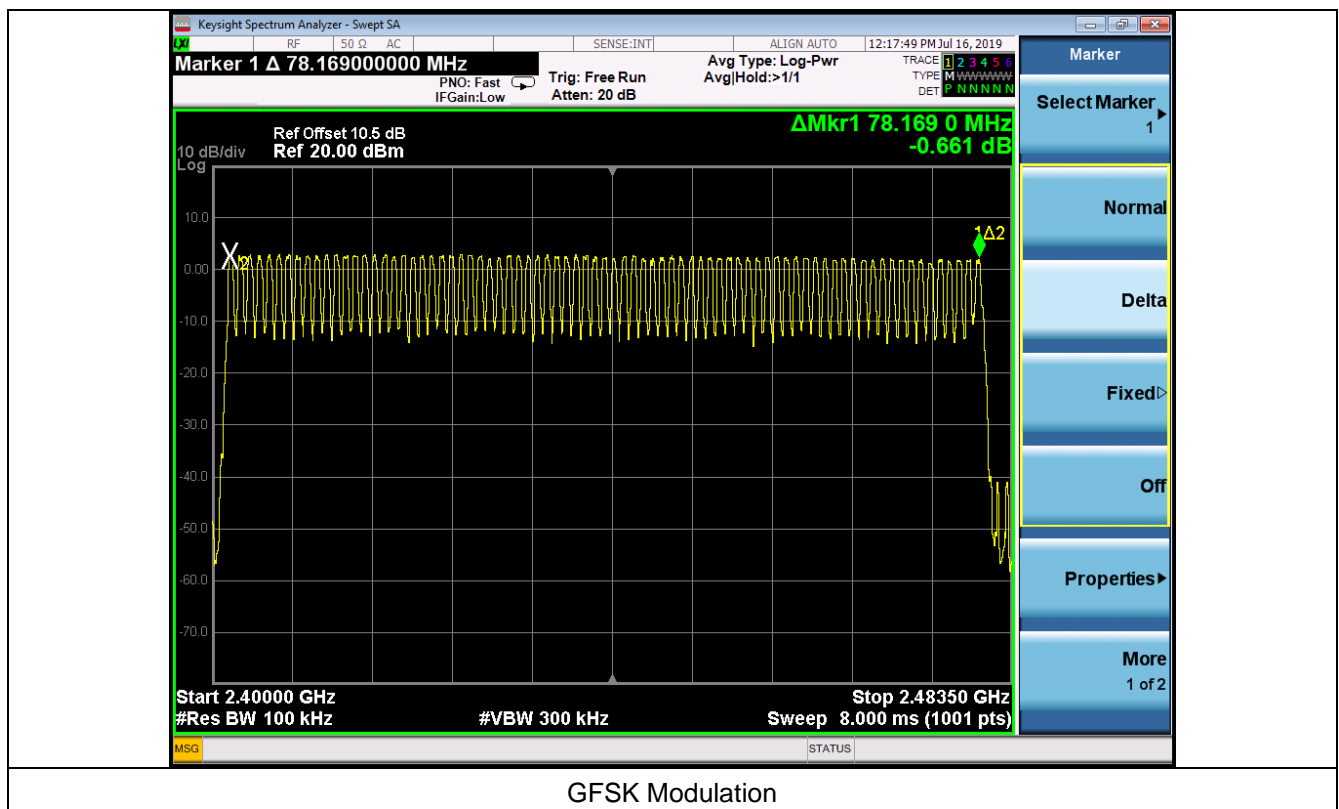 Keysight Spectrum Analyzer - Swept SA
LXI RF 50 Ω AC SENSE:INT ALIGN AUTO 12:17:49 PM Jul 16, 2019
Marker 1 Δ 78.169000000 MHz
PNO: Fast
IFGain:Low
Trig: Free Run
Atten: 20 dB
Avg Type: Log-Pwr
Avg|Hold:>1/1
TRACE 1 2 3 4 5 6
TYPE M WWWWW
DET P N N N N N
ΔMkr1 78.169 0 MHz
-0.661 dB
Ref Offset 10.5 dB
10 dB/div Ref 20.00 dBm
Log
10.0
0.00
-10.0
-20.0
-30.0
-40.0
-50.0
-60.0
-70.0
X2
1Δ2
Start 2.40000 GHz Stop 2.48350 GHz
#Res BW 100 kHz #VBW 300 kHz Sweep 8.000 ms (1001 pts)
MSG STATUS
Marker
Select Marker
1
Normal
Delta
Fixed
Off
Properties
More
1 of 2
GFSK Modulation